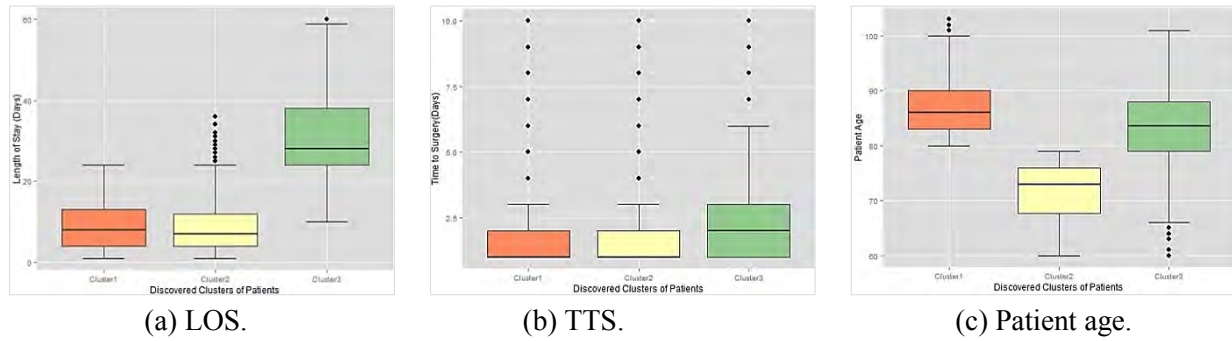 60
40
20
0
Length of Stay (Days)
Cluster1 Cluster2 Cluster3
Discovered Clusters of Patients
(a) LOS.
10.0
7.5
5.0
2.5
Time to Surgery(Days)
Cluster1 Cluster2 Cluster3
Discovered Clusters of Patients
(b) TTS.
100
90
80
70
60
Patient Age
Cluster1 Cluster2 Cluster3
Discovered Clusters of Patients
(c) Patient age.